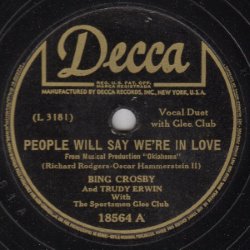 Decca
REG. U.S. PAT. OFF.
MARCA REGISTRADA
MANUFACTURED BY DECCA RECORDS, INC., NEW YORK, U.S.A.
(L 3181)
Vocal Duet
with Glee Club
PEOPLE WILL SAY WE'RE IN LOVE
From Musical Production "Oklahoma"
(Richard Rodgers-Oscar Hammerstein II)
BING CROSBY
And TRUDY ERWIN
With
The Sportsmen Glee Club
18564 A